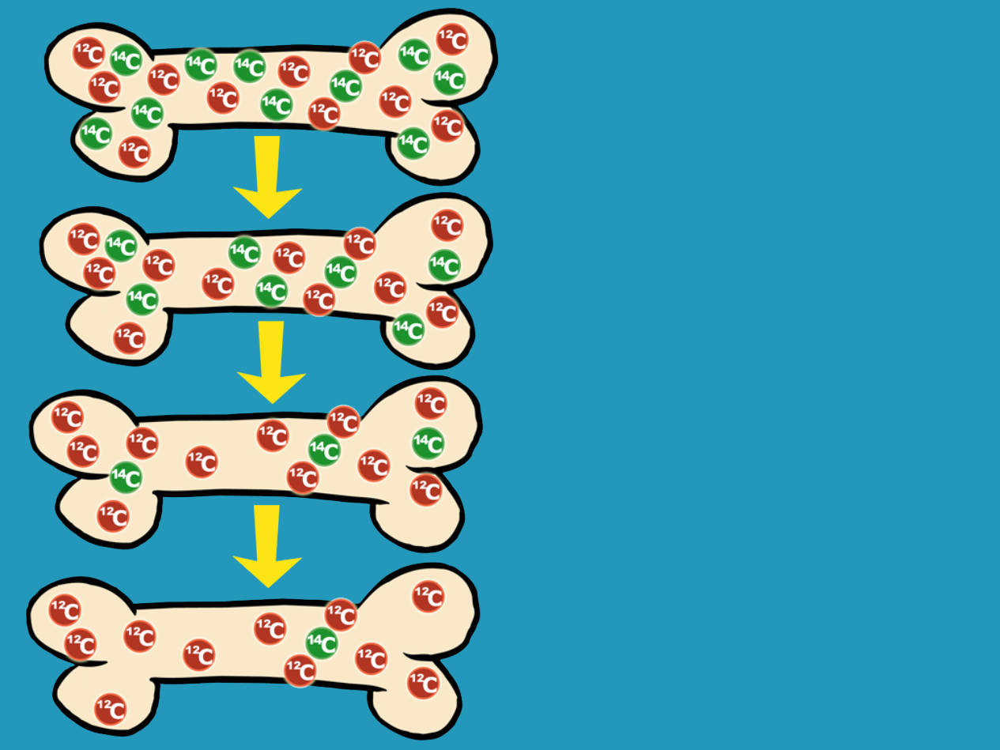 ¹²C ¹⁴C ¹²C ¹⁴C ¹⁴C ¹²C ¹²C ¹⁴C ¹²C
¹²C ¹²C ¹⁴C ¹⁴C ¹²C ¹⁴C
¹⁴C ¹²C ¹²C
¹⁴C ¹²C ¹⁴C
¹²C ¹⁴C ¹⁴C ¹²C ¹²C ¹²C
¹²C ¹²C ¹²C ¹⁴C ¹²C ¹⁴C
¹⁴C ¹⁴C ¹²C ¹²C
¹²C ¹⁴C
¹²C ¹²C ¹²C ¹²C
¹²C ¹²C ¹²C ¹⁴C ¹²C ¹⁴C
¹⁴C ¹²C ¹²C
¹²C
¹²C ¹²C ¹²C ¹²C
¹²C ¹²C ¹²C ¹⁴C ¹²C
¹²C ¹²C
¹²C